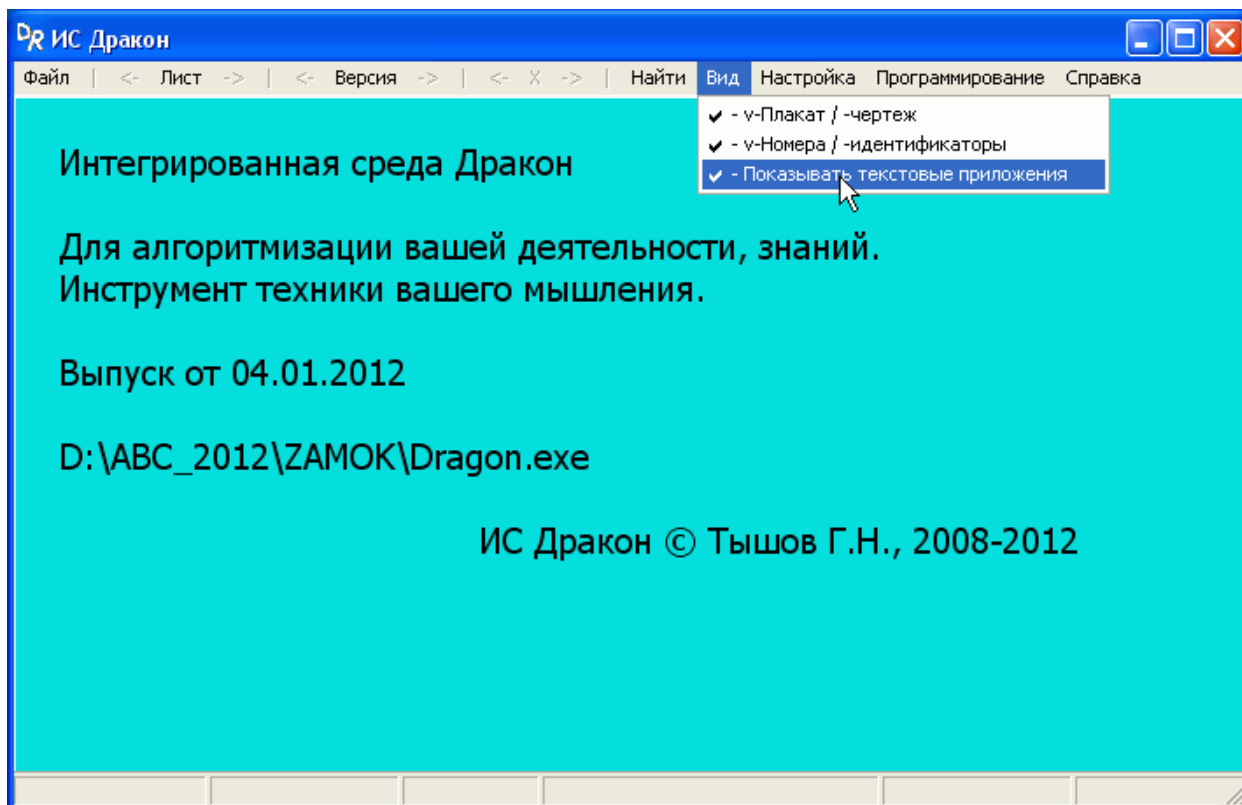 DR ИС Дракон
Файл | <- Лист -> | <- Версия -> | <- X -> | Найти Вид Настройка Программирование Справка
✔ - v-Плакат / -чертеж
✔ - v-Номера / -идентификаторы
✔ - Показывать текстовые приложения
Интегрированная среда Дракон
Для алгоритмизации вашей деятельности, знаний.
Инструмент техники вашего мышления.
Выпуск от 04.01.2012
D:\ABC_2012\ZAMOK\Dragon.exe
ИС Дракон © Тышов Г.Н., 2008-2012